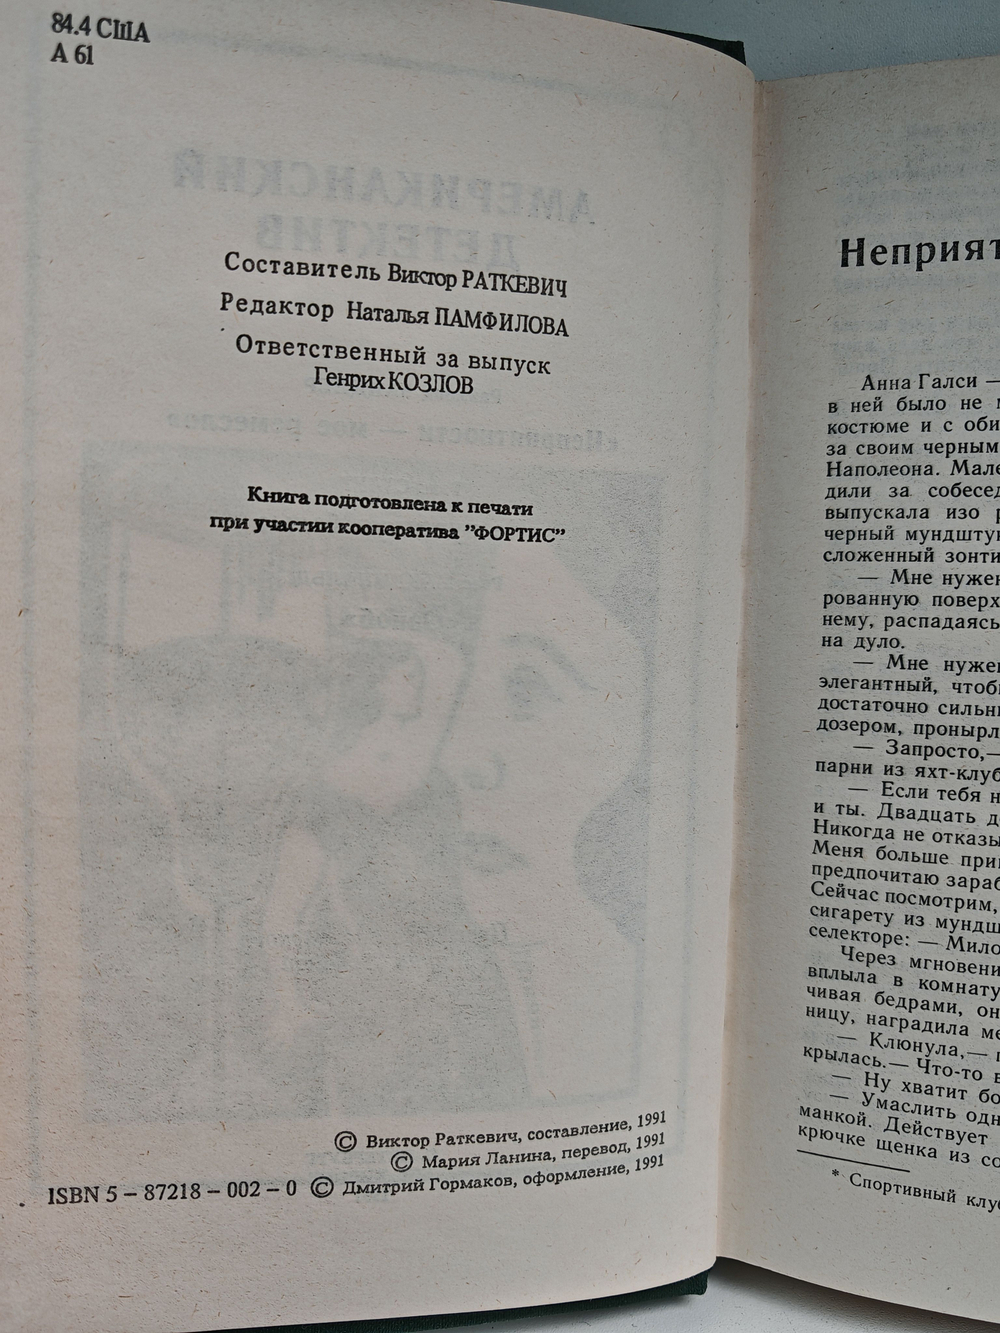 84.4 США
А 61
Составитель Виктор РАТКЕВИЧ
Редактор Наталья ПАМФИЛОВА
Ответственный за выпуск
Генрих КОЗЛОВ
Книга подготовлена к печати
при участии кооператива ”ФОРТИС”
© Виктор Раткевич, составление, 1991
© Мария Ланина, перевод, 1991
ISBN 5 – 87218 – 002 – 0 © Дмитрий Гормаков, оформление, 1991
Неприят
Анна Галси —
в ней было не
костюме и с оби
за своим черным
Наполеона. Мале
дили за собесед
выпускала изо
черный мундшту
сложенный зонти
— Мне нужен
рованную поверх
нему, распадаясь
на дуло.
— Мне нужен
элегантный, чтоб
достаточно сильн
дозером, пронырл
— Запросто,—
парни из яхт-клуб
— Если тебя н
и ты. Двадцать д
Никогда не отказы
Меня больше при
предпочитаю зараб
Сейчас посмотрим,
сигарету из мундш
селекторе: — Мило
Через мгновени
вплыла в комнату
чивая бедрами, он
ницу, наградила ме
— Клюнула,—
крылась.— Что-то в
— Ну хватит бо
— Умаслить одн
манкой. Действует
крючке щенка из со
* Спортивный клу